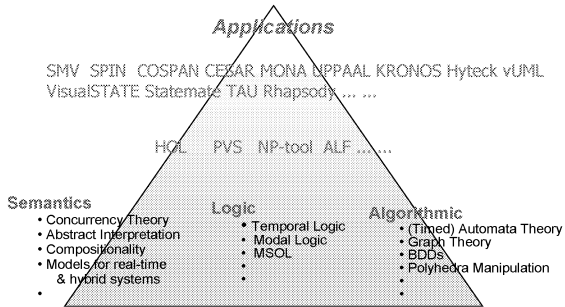 Applications
SMV SPIN COSPAN CESAR MONA UPPAAL KRONOS Hyteck vUML
VisualSTATE Statemate TAU Rhapsody ... ...
HOL PVS NP-tool ALF ... ...
Semantics
• Concurrency Theory
• Abstract Interpretation
• Compositionality
• Models for real-time
& hybrid systems
•
Logic
• Temporal Logic
• Modal Logic
• MSOL
•
•
Algorithmic
• (Timed) Automata Theory
• Graph Theory
• BDDs
• Polyhedra Manipulation
•
•